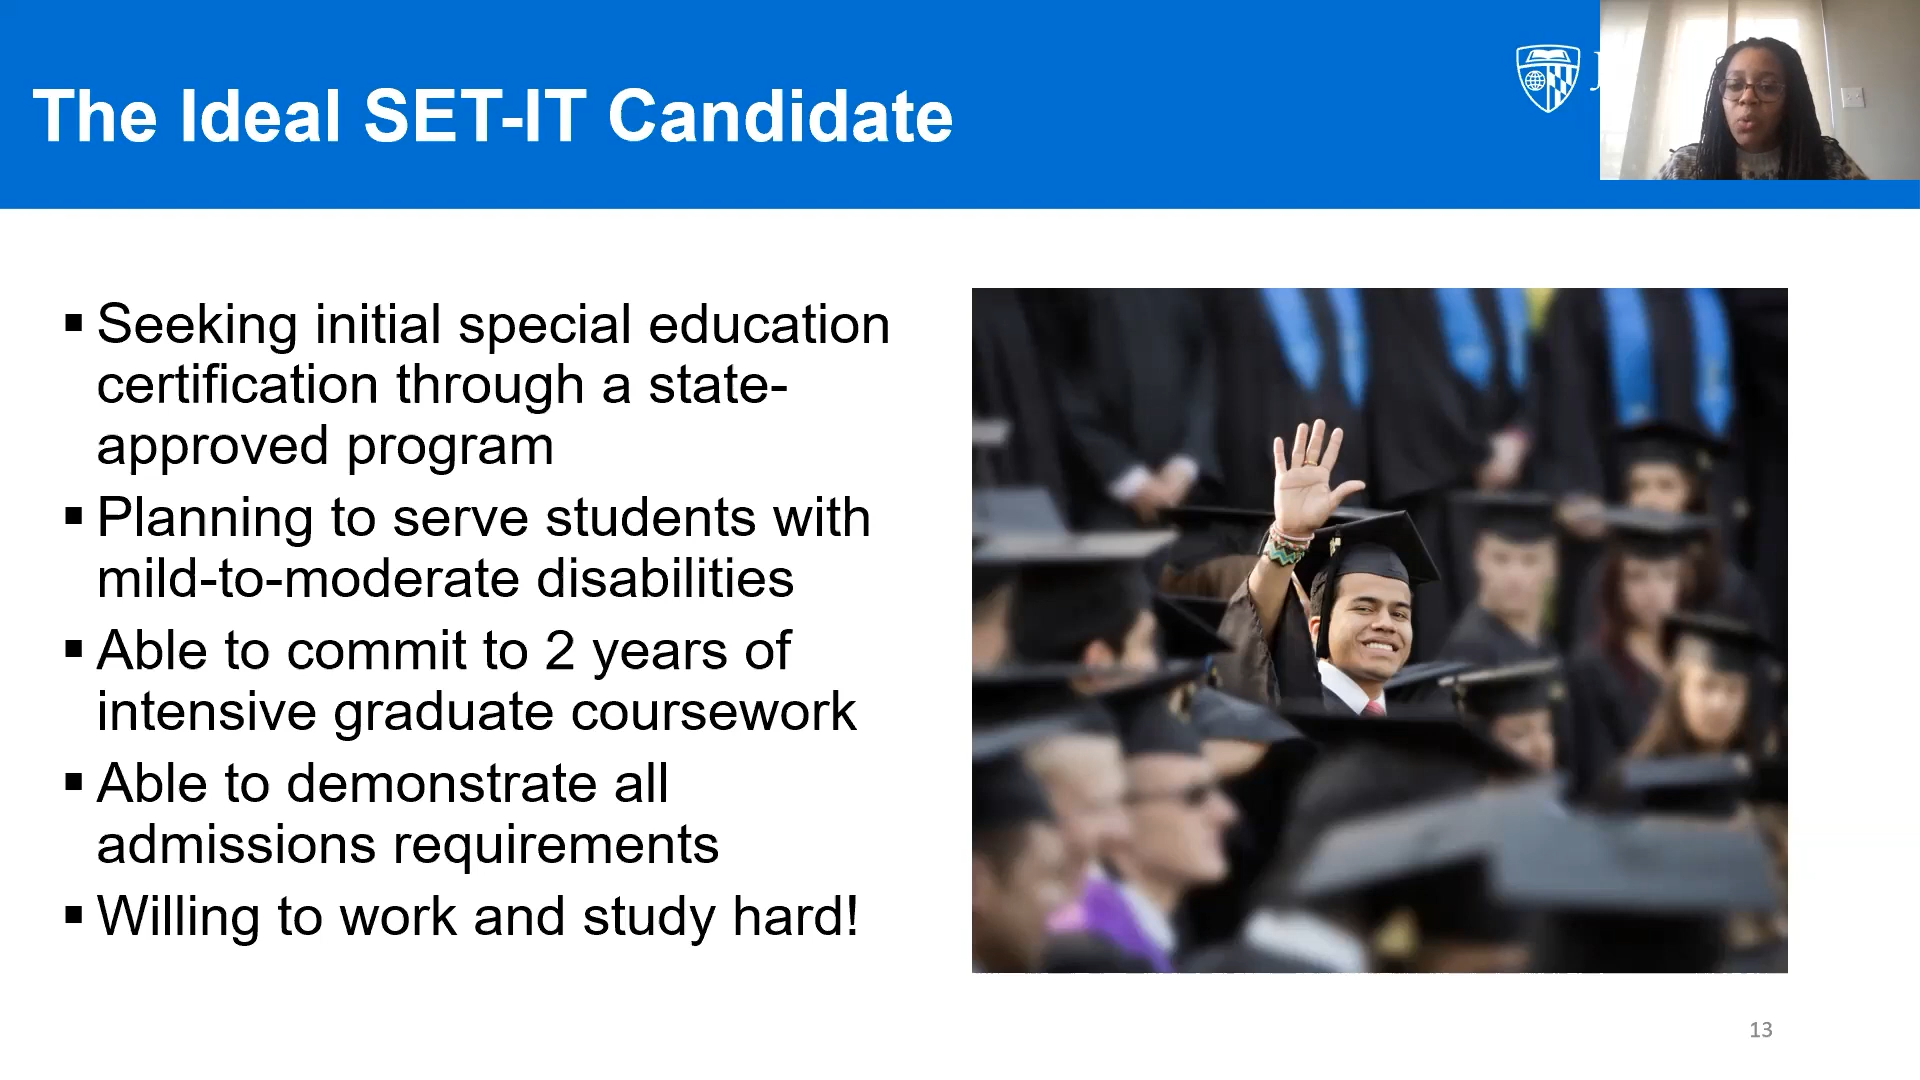 The Ideal SET-IT Candidate
J
▪ Seeking initial special education
certification through a state-
approved program
▪ Planning to serve students with
mild-to-moderate disabilities
▪ Able to commit to 2 years of
intensive graduate coursework
▪ Able to demonstrate all
admissions requirements
▪ Willing to work and study hard!
13